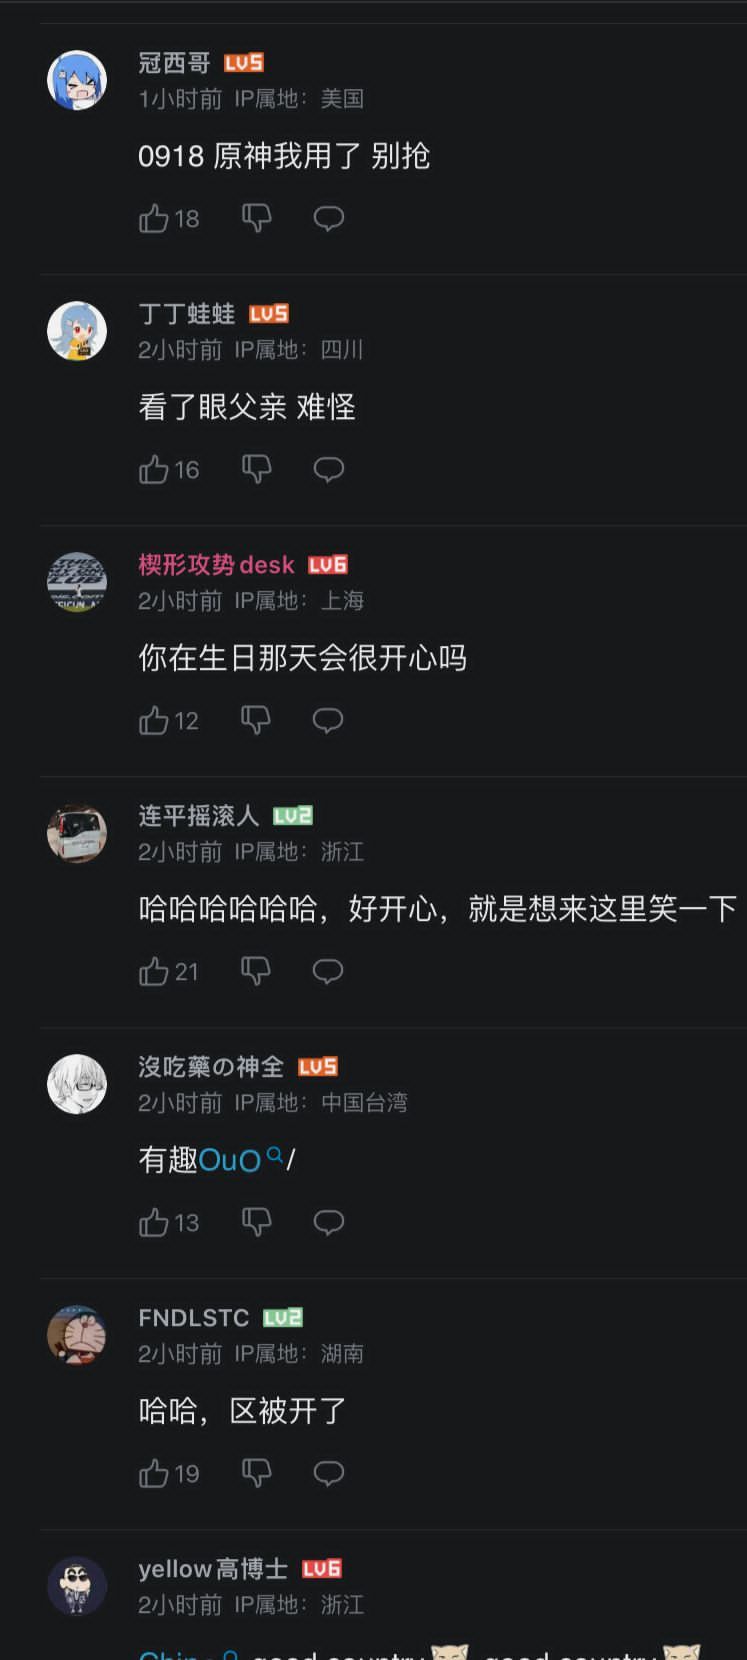 冠西哥 LV5
1小时前 IP属地：美国
0918 原神我用了 别抢
18
丁丁蛙蛙 LV5
2小时前 IP属地：四川
看了眼父亲 难怪
16
楔形攻势desk LV6
2小时前 IP属地：上海
你在生日那天会很开心吗
12
连平摇滚人 LV2
2小时前 IP属地：浙江
哈哈哈哈哈哈，好开心，就是想来这里笑一下
21
沒吃藥の神全 LV5
2小时前 IP属地：中国台湾
有趣OuO/
13
FNDLSTC LV2
2小时前 IP属地：湖南
哈哈，区被开了
19
yellow高博士 LV6
2小时前 IP属地：浙江
good country good country